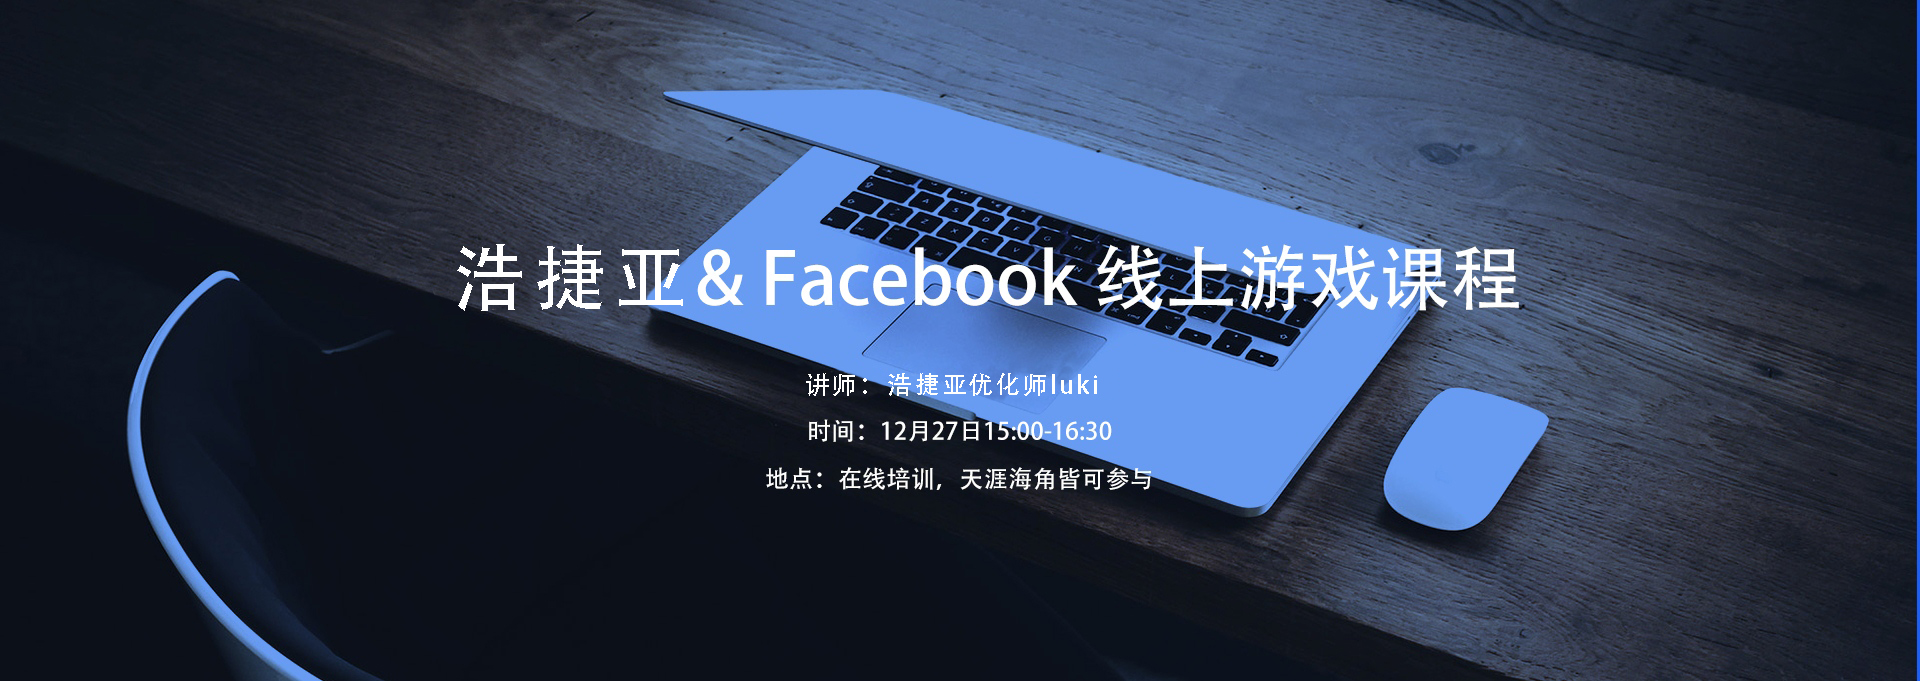 浩捷亚& Facebook 线上游戏课程
讲师：浩捷亚优化师luki
时间：12月27日15:00-16:30
地点：在线培训，天涯海角皆可参与